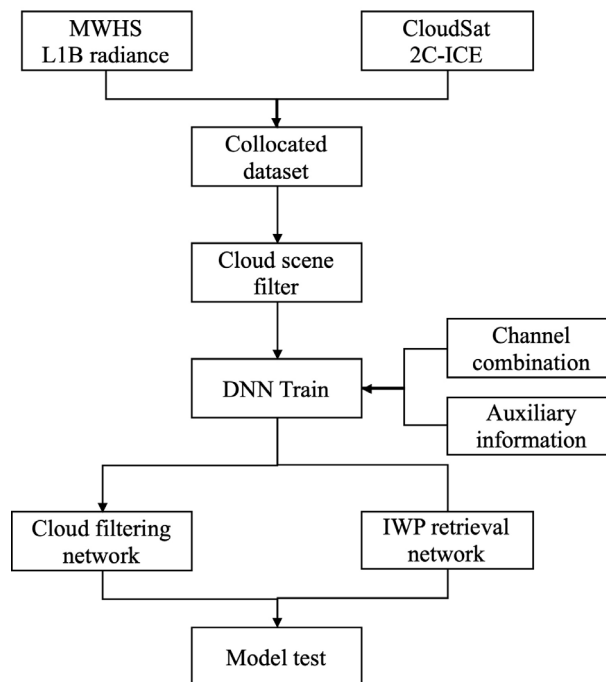 MWHS
L1B radiance
CloudSat
2C-ICE
Collocated
dataset
Cloud scene
filter
Channel
combination
DNN Train
Auxiliary
information
Cloud filtering
network
IWP retrieval
network
Model test